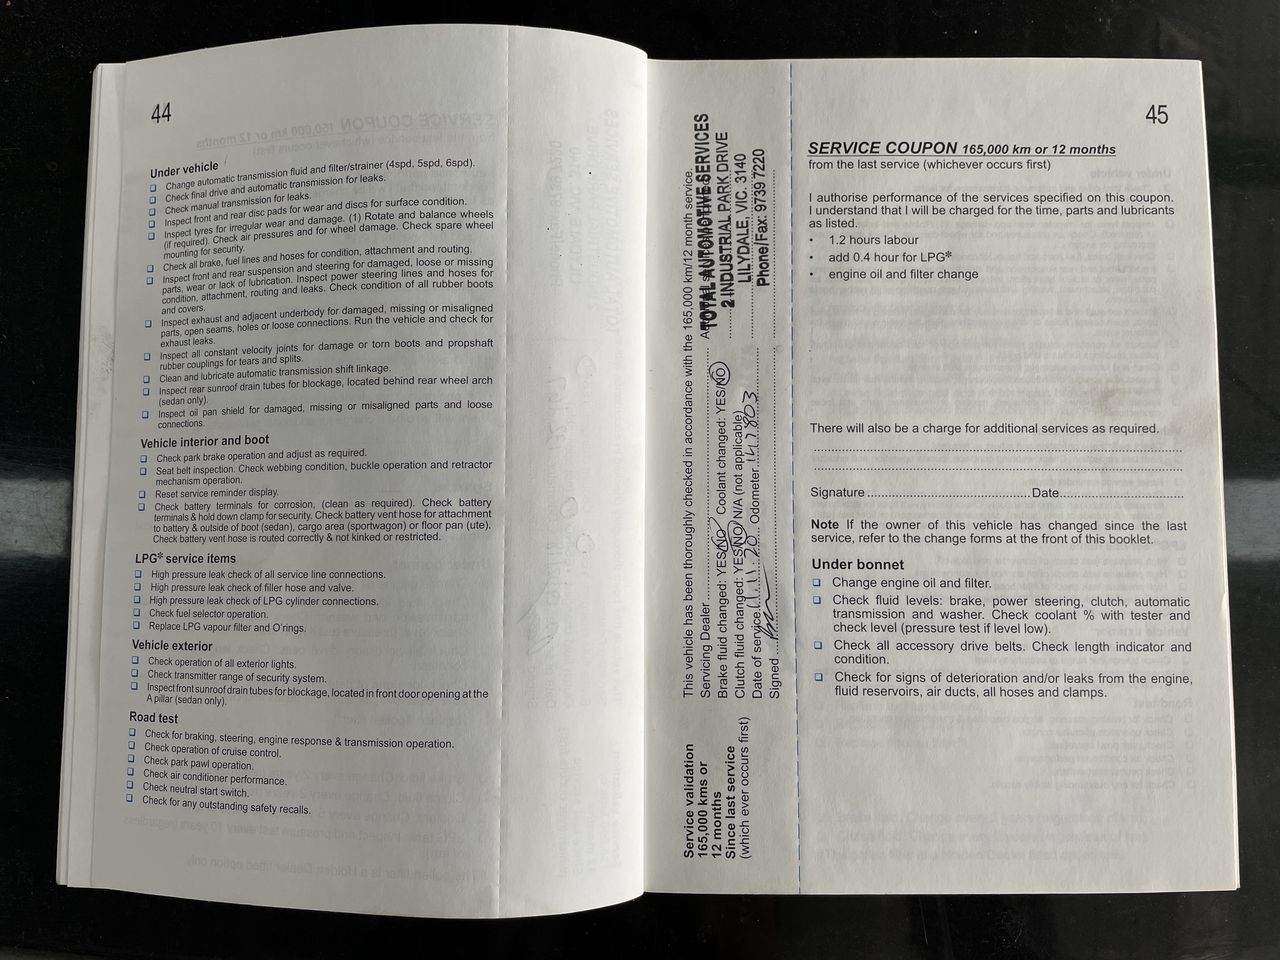 44
Under vehicle
❑ Change automatic transmission fluid and filter/strainer (4spd, 5spd, 6spd).
❑ Check final drive and automatic transmission for leaks.
❑ Check manual transmission for leaks.
❑ Inspect front and rear disc pads for wear and discs for surface condition.
❑ Inspect tyres for irregular wear and damage. (1) Rotate and balance wheels
(if required). Check air pressures and for wheel damage. Check spare wheel
mounting for security.
❑ Check all brake, fuel lines and hoses for condition, attachment and routing.
❑ Inspect front and rear suspension and steering for damaged, loose or missing
parts, wear or lack of lubrication. Inspect power steering lines and hoses for
condition, attachment, routing and leaks. Check condition of all rubber boots
and covers.
❑ Inspect exhaust and adjacent underbody for damaged, missing or misaligned
parts, open seams, holes or loose connections. Run the vehicle and check for
exhaust leaks.
❑ Inspect all constant velocity joints for damage or torn boots and propshaft
rubber couplings for tears and splits.
❑ Clean and lubricate automatic transmission shift linkage.
❑ Inspect rear sunroof drain tubes for blockage, located behind rear wheel arch
(sedan only).
❑ Inspect oil pan shield for damaged, missing or misaligned parts and loose
connections.
Vehicle interior and boot
❑ Check park brake operation and adjust as required.
❑ Seat belt inspection. Check webbing condition, buckle operation and retractor
mechanism operation.
❑ Reset service reminder display.
❑ Check battery terminals for corrosion, (clean as required). Check battery
terminals & hold down clamp for security. Check battery vent hose for attachment
to battery & outside of boot (sedan), cargo area (sportwagon) or floor pan (ute).
Check battery vent hose is routed correctly & not kinked or restricted.
LPG* service items
❑ High pressure leak check of all service line connections.
❑ High pressure leak check of filler hose and valve.
❑ High pressure leak check of LPG cylinder connections.
❑ Check fuel selector operation.
❑ Replace LPG vapour filter and O'rings.
Vehicle exterior
❑ Check operation of all exterior lights.
❑ Check transmitter range of security system.
❑ Inspect front sunroof drain tubes for blockage, located in front door opening at the
A pillar (sedan only).
Road test
❑ Check for braking, steering, engine response & transmission operation.
❑ Check operation of cruise control.
❑ Check park pawl operation.
❑ Check air conditioner performance.
❑ Check neutral start switch.
❑ Check for any outstanding safety recalls.
Service validation
165,000 kms or
12 months
Since last service
(which ever occurs first)
This vehicle has been thoroughly checked in accordance with the 165,000 km/12 month service.
Servicing Dealer
TOTAL AUTOMOTIVE SERVICES
2 INDUSTRIAL PARK DRIVE
LILYDALE, VIC. 3140
Phone/Fax: 9739 7220
Brake fluid changed: YES/NO Coolant changed: YES/NO
Clutch fluid changed: YES/NO/N/A (not applicable)
Date of service 11.11.20 Odometer 147803
Signed
45
SERVICE COUPON 165,000 km or 12 months
from the last service (whichever occurs first)
I authorise performance of the services specified on this coupon.
I understand that I will be charged for the time, parts and lubricants
as listed.
• 1.2 hours labour
• add 0.4 hour for LPG*
• engine oil and filter change
There will also be a charge for additional services as required.
Signature Date
Note If the owner of this vehicle has changed since the last
service, refer to the change forms at the front of this booklet.
Under bonnet
❑ Change engine oil and filter.
❑ Check fluid levels: brake, power steering, clutch, automatic
transmission and washer. Check coolant % with tester and
check level (pressure test if level low).
❑ Check all accessory drive belts. Check length indicator and
condition.
❑ Check for signs of deterioration and/or leaks from the engine,
fluid reservoirs, air ducts, all hoses and clamps.